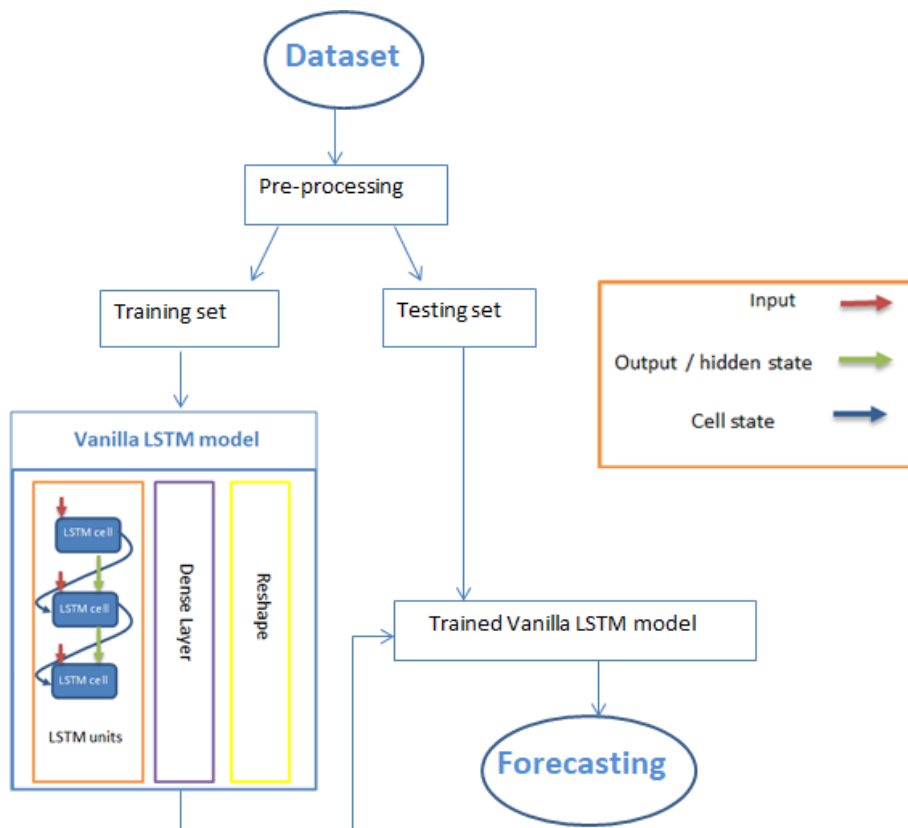 Dataset
Pre-processing
Training set
Testing set
Input
Output / hidden state
Cell state
Vanilla LSTM model
LSTM cell
LSTM cell
LSTM cell
LSTM units
Dense Layer
Reshape
Trained Vanilla LSTM model
Forecasting